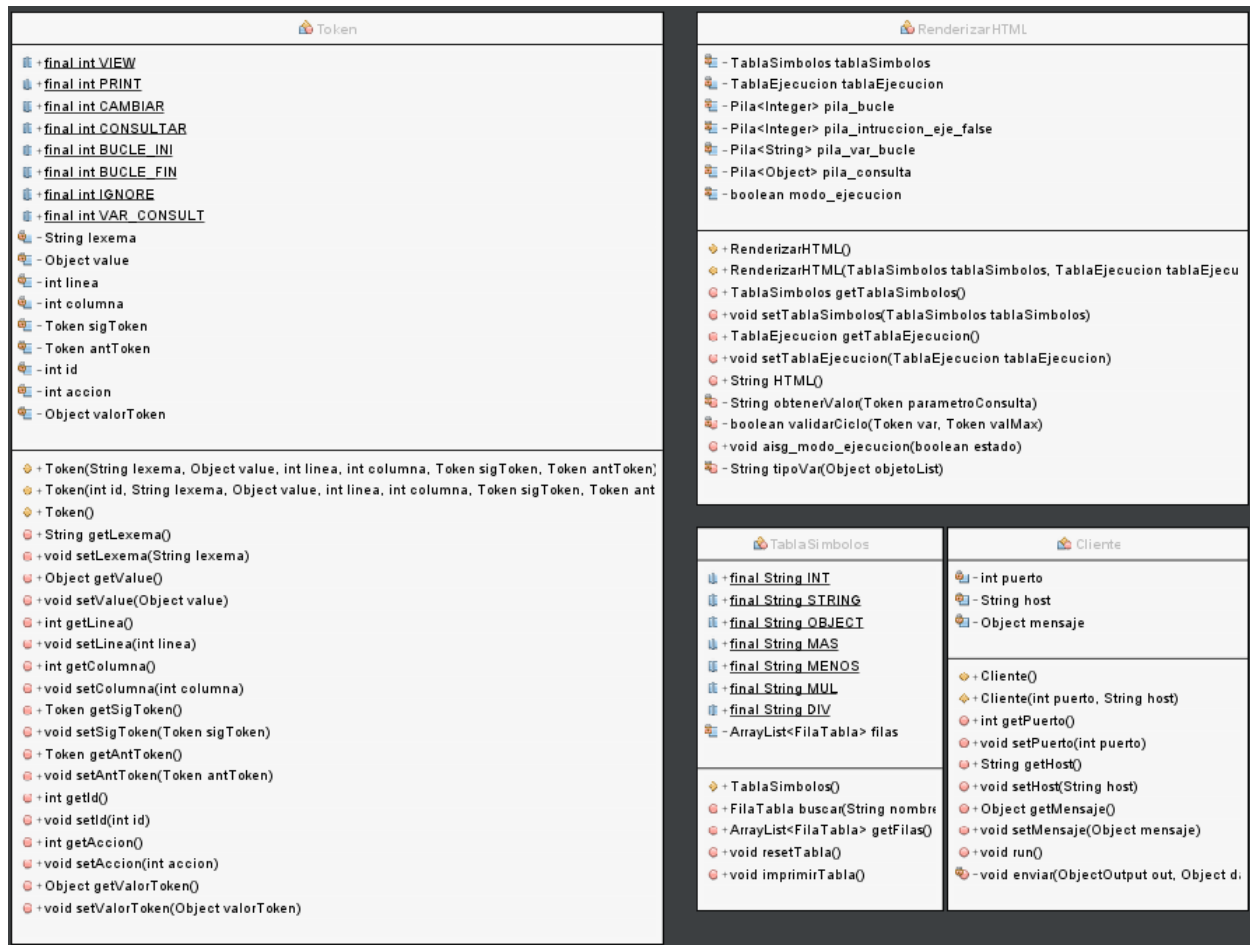 Token
+final int VIEW
+final int PRINT
+final int CAMBIAR
+final int CONSULTAR
+final int BUCLE_INI
+final int BUCLE_FIN
+final int IGNORE
+final int VAR_CONSULT
-String lexema
-Object value
-int linea
-int columna
-Token sigToken
-Token antToken
-int id
-int accion
-Object valorToken
+Token(String lexema, Object value, int linea, int columna, Token sigToken, Token antToken)
+Token(int id, String lexema, Object value, int linea, int columna, Token sigToken, Token ant
+Token()
+String getLexema()
+void setLexema(String lexema)
+Object getValue()
+void setValue(Object value)
+int getLinea()
+void setLinea(int linea)
+int getColumna()
+void setColumna(int columna)
+Token getSigToken()
+void setSigToken(Token sigToken)
+Token getAntToken()
+void setAntToken(Token antToken)
+int getId()
+void setId(int id)
+int getAccion()
+void setAccion(int accion)
+Object getValorToken()
+void setValorToken(Object valorToken)
RenderizarHTML
-TablaSimbolos tablaSimbolos
-TablaEjecucion tablaEjecucion
-Pila<Integer> pila_bucle
-Pila<Integer> pila_intruccion_eje_false
-Pila<String> pila_var_bucle
-Pila<Object> pila_consulta
-boolean modo_ejecucion
+RenderizarHTML()
+RenderizarHTML(TablaSimbolos tablaSimbolos, TablaEjecucion tablaEjecu
+TablaSimbolos getTablaSimbolos()
+void setTablaSimbolos(TablaSimbolos tablaSimbolos)
+TablaEjecucion getTablaEjecucion()
+void setTablaEjecucion(TablaEjecucion tablaEjecucion)
+String HTML()
-String obtenerValor(Token parametroConsulta)
-boolean validarCiclo(Token var, Token valMax)
+void aisg_modo_ejecucion(boolean estado)
-String tipoVar(Object objetoList)
TablaSimbolos
+final String INT
+final String STRING
+final String OBJECT
+final String MAS
+final String MENOS
+final String MUL
+final String DIV
-ArrayList<FilaTabla> filas
+TablaSimbolos()
+FilaTabla buscar(String nombre
+ArrayList<FilaTabla> getFilas()
+void resetTabla()
+void imprimirTabla()
Cliente
-int puerto
-String host
-Object mensaje
+Cliente()
+Cliente(int puerto, String host)
+int getPuerto()
+void setPuerto(int puerto)
+String getHost()
+void setHost(String host)
+Object getMensaje()
+void setMensaje(Object mensaje)
+void run()
-void enviar(ObjectOutput out, Object